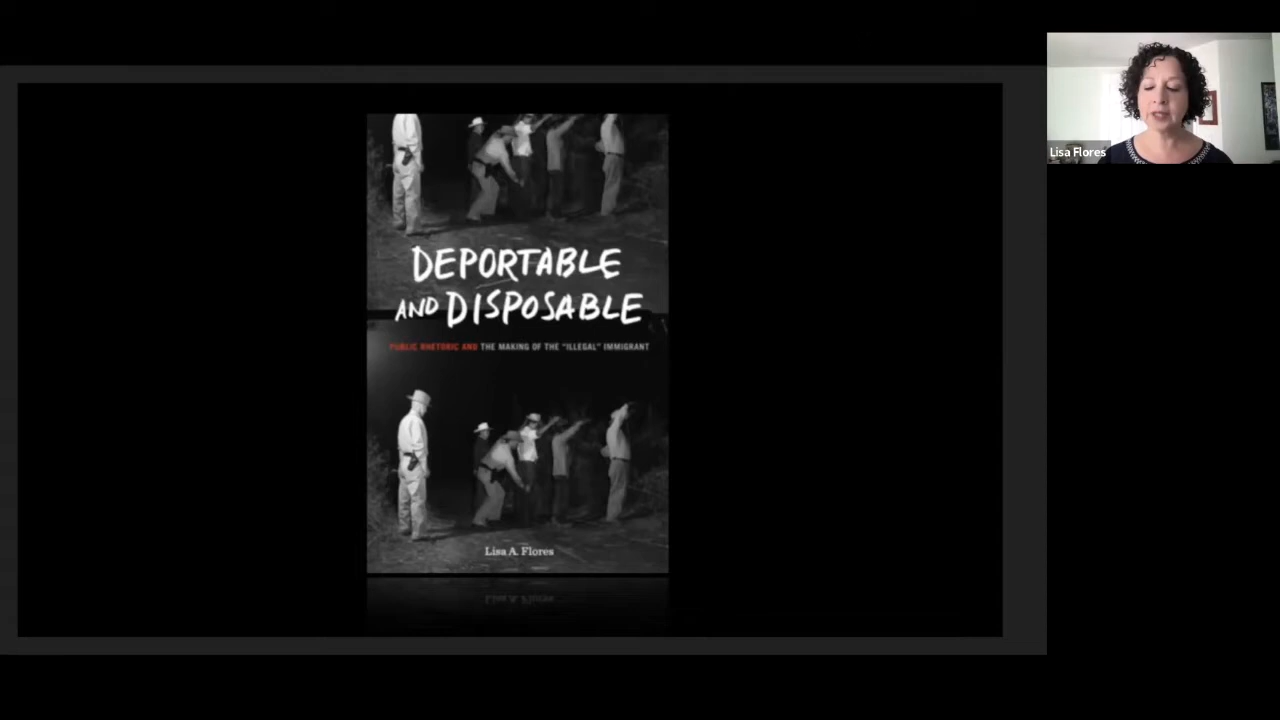 DEPORTABLE
AND DISPOSABLE
PUBLIC RHETORIC AND THE MAKING OF THE "ILLEGAL" IMMIGRANT
Lisa A. Flores
Lisa Flores